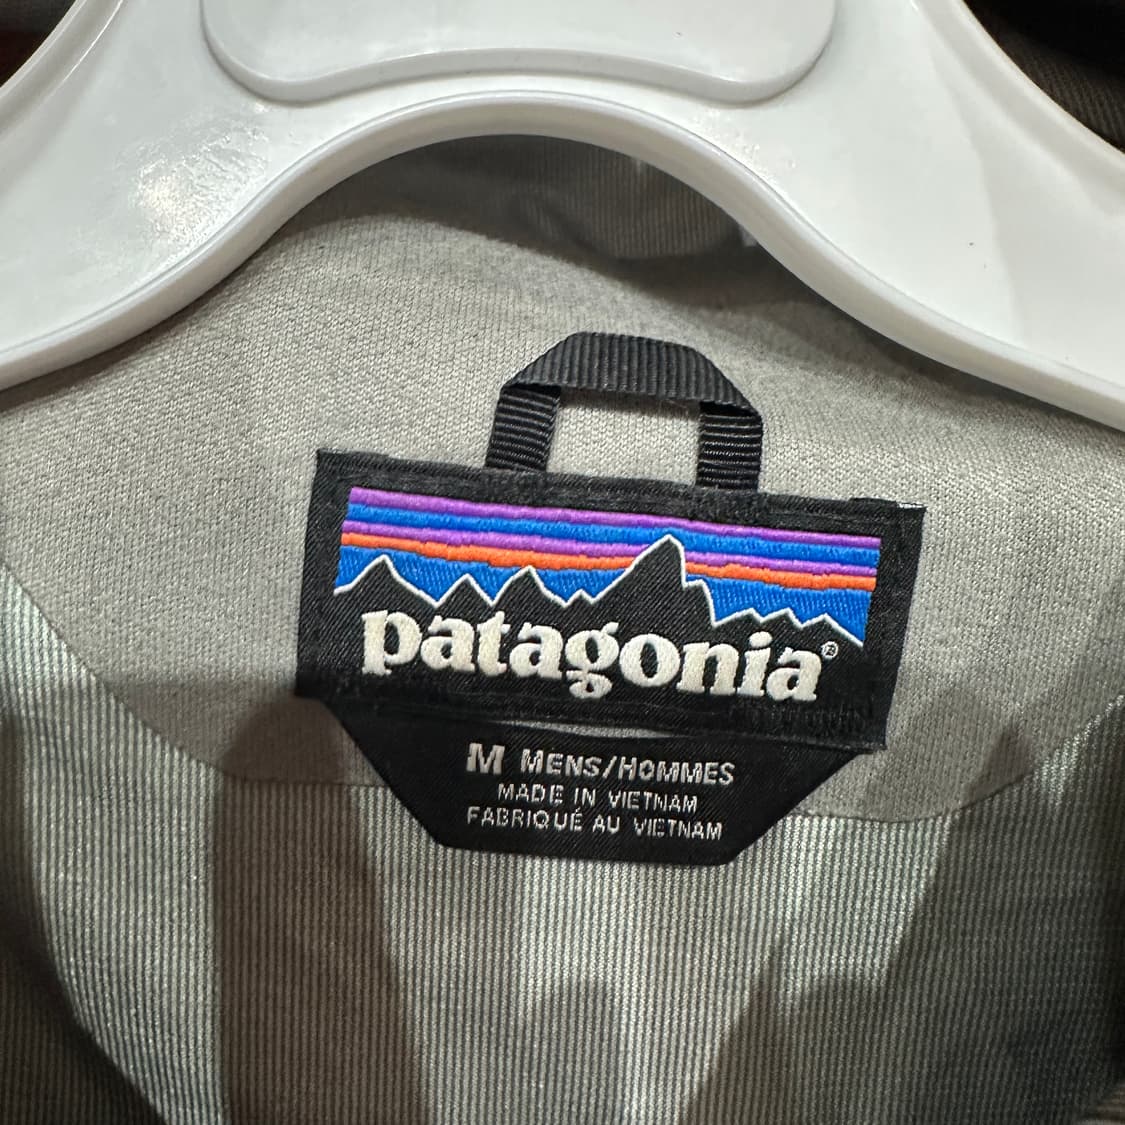 patagonia®
M MENS/HOMMES
MADE IN VIETNAM
FABRIQUÉ AU VIETNAM